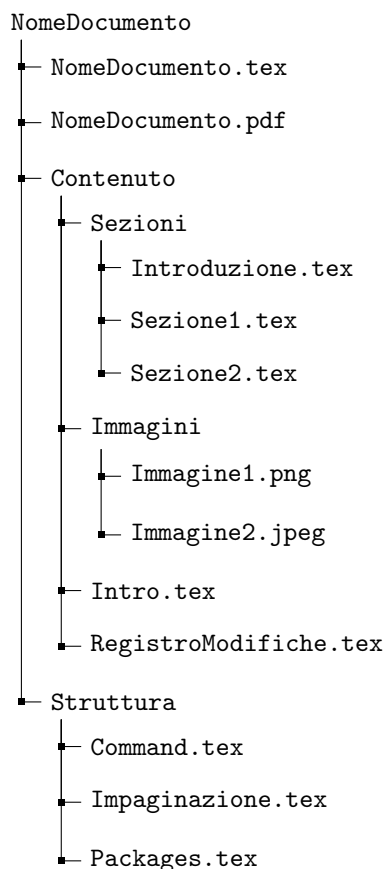 NomeDocumento
NomeDocumento.tex
NomeDocumento.pdf
Contenuto
Sezioni
Introduzione.tex
Sezione1.tex
Sezione2.tex
Immagini
Immagine1.png
Immagine2.jpeg
Intro.tex
RegistroModifiche.tex
Struttura
Command.tex
Impaginazione.tex
Packages.tex